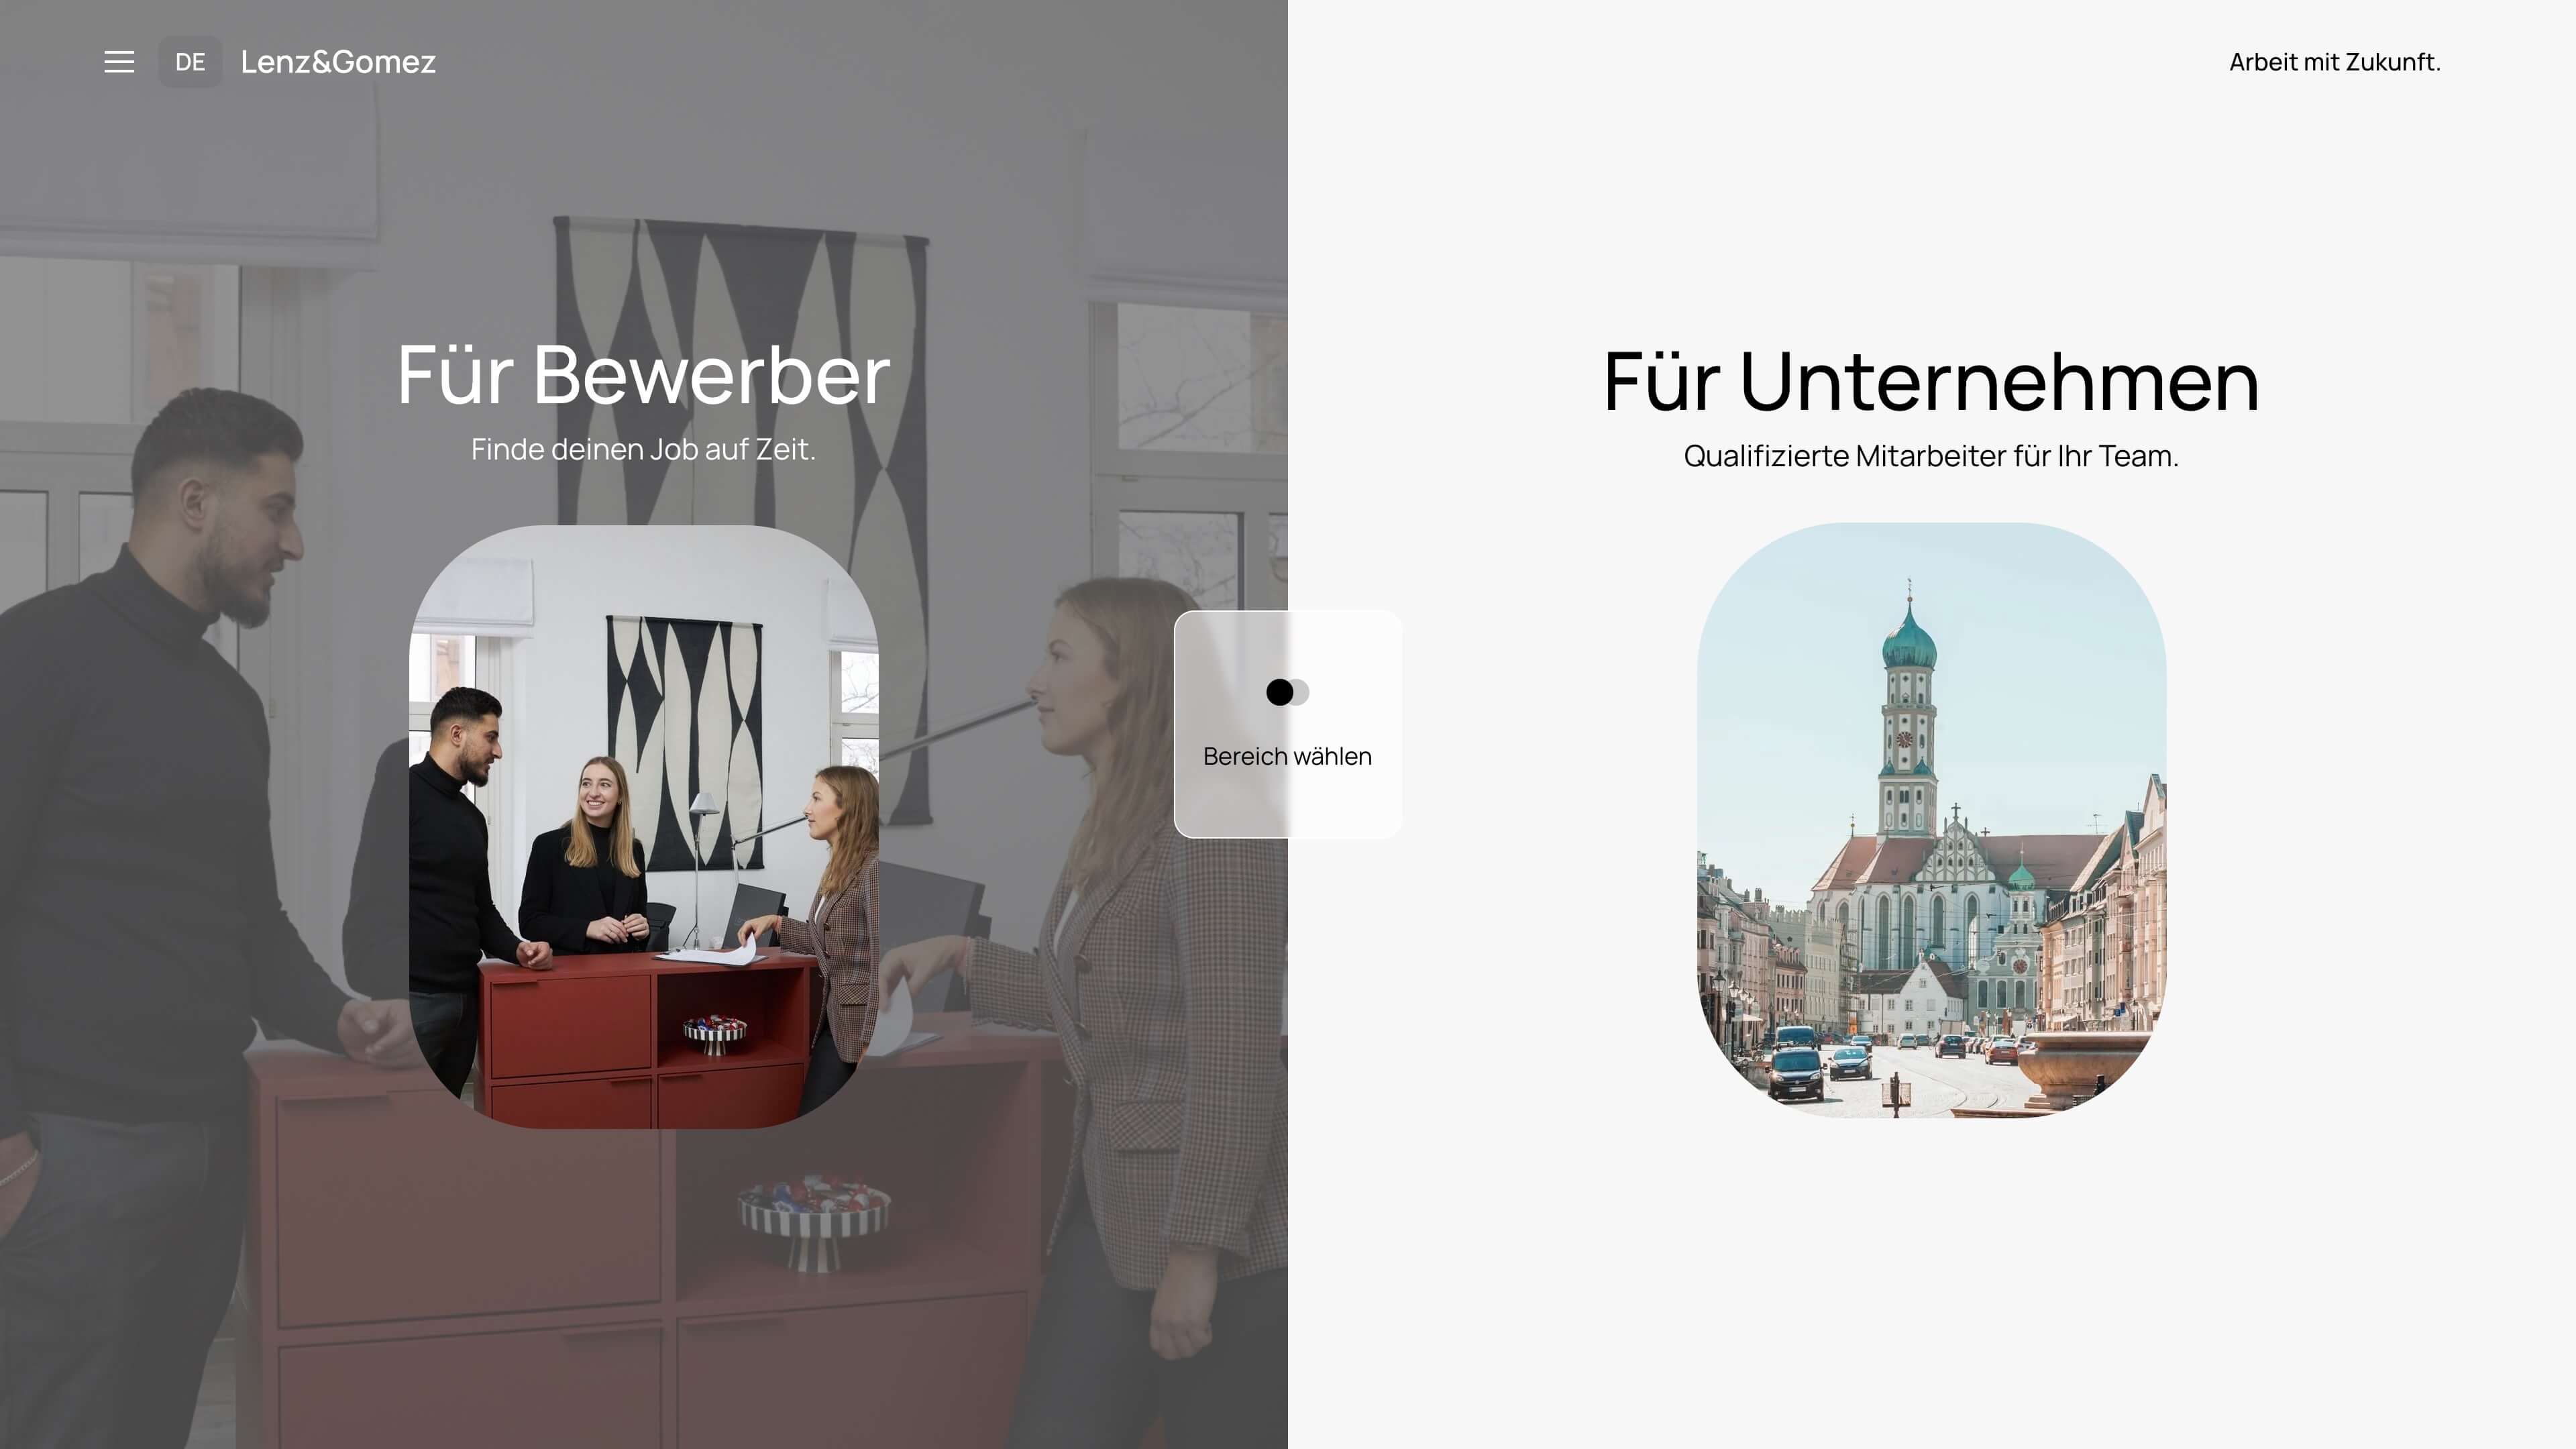 DE
Lenz&Gomez
Arbeit mit Zukunft.
Für Bewerber
Finde deinen Job auf Zeit.
Für Unternehmen
Qualifizierte Mitarbeiter für Ihr Team.
Bereich wählen